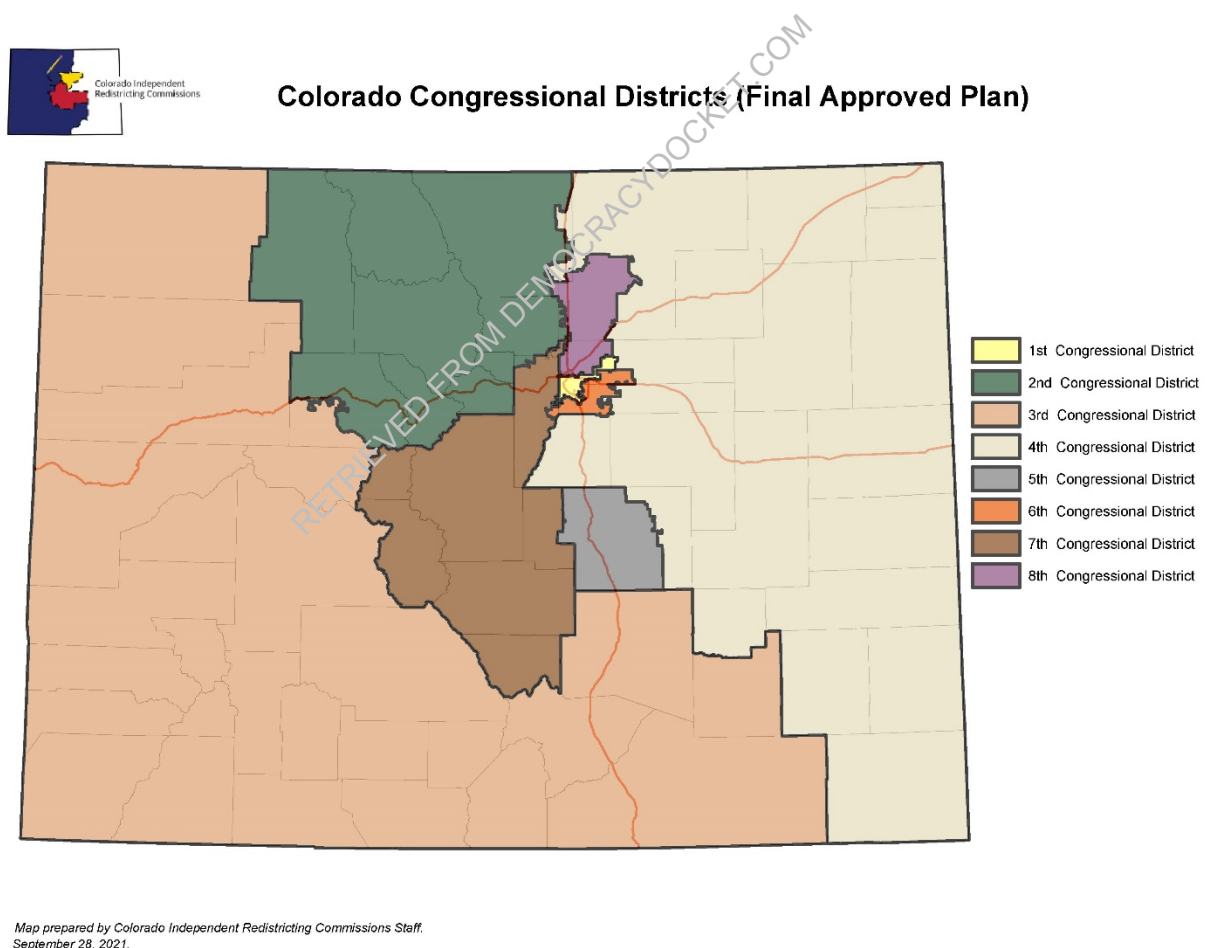 Colorado Independent
Redistricting Commissions
Colorado Congressional Districts (Final Approved Plan)
RETRIEVED FROM DEMOCRACYDOCKET.COM
1st Congressional District
2nd Congressional District
3rd Congressional District
4th Congressional District
5th Congressional District
6th Congressional District
7th Congressional District
8th Congressional District
Map prepared by Colorado Independent Redistricting Commissions Staff.
September 28, 2021.